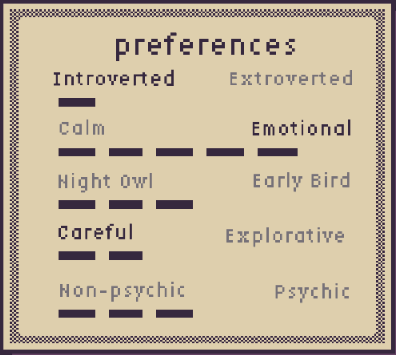 preferences
Introverted Extroverted
Calm Emotional
Night Owl Early Bird
Careful Explorative
Non-psychic Psychic